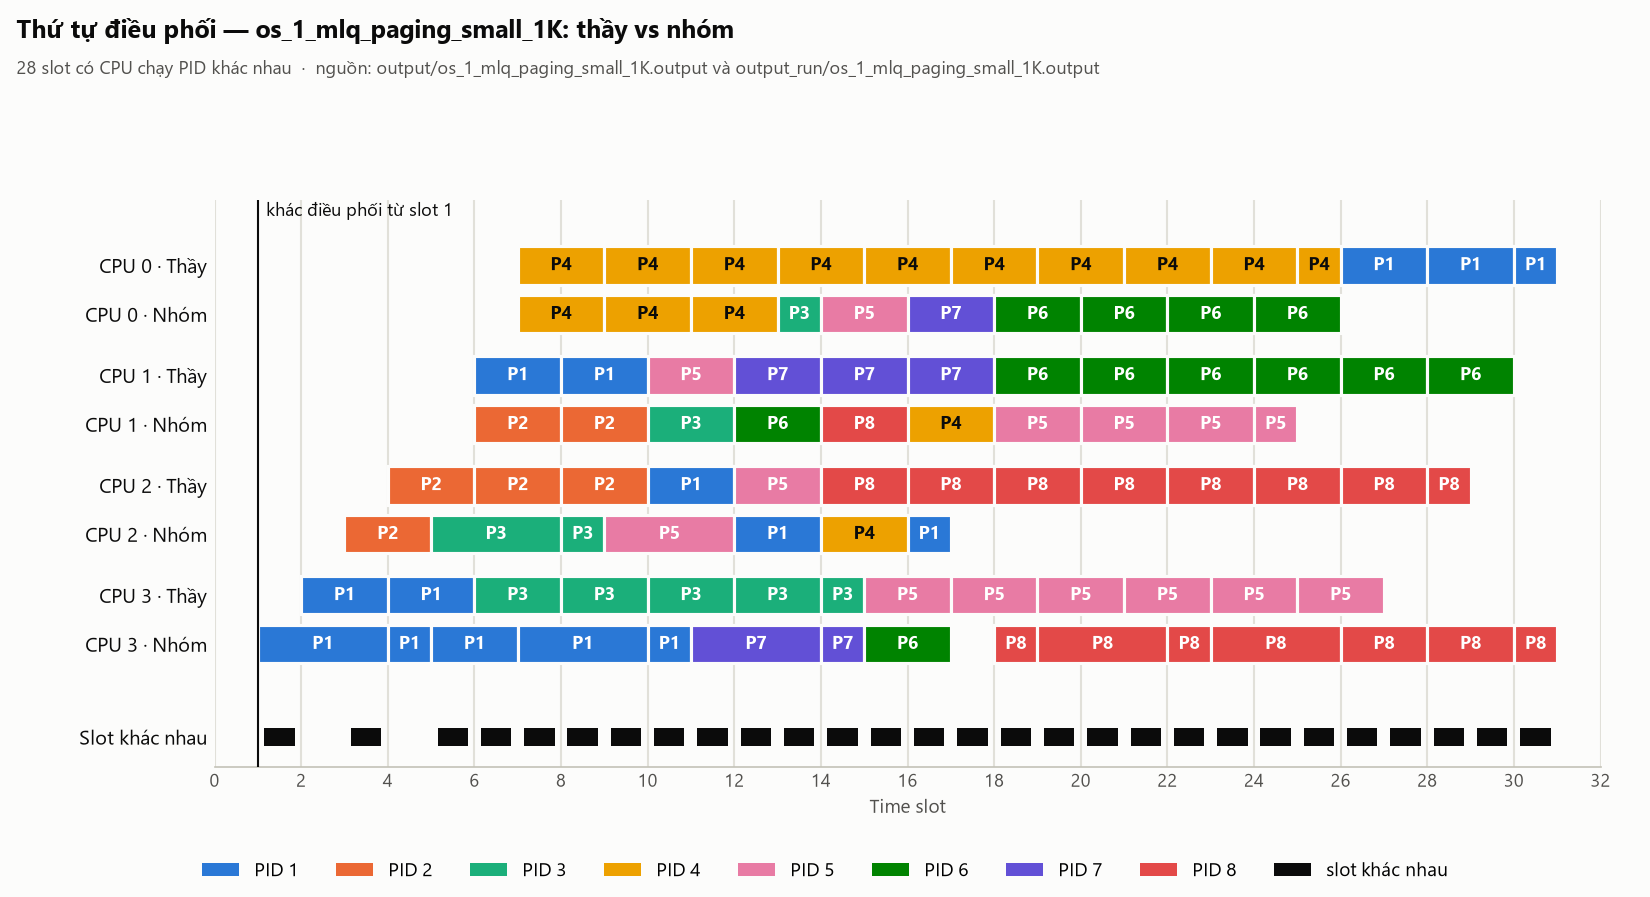 Thứ tự điều phối — os_1_mlq_paging_small_1K: thầy vs nhóm
28 slot có CPU chạy PID khác nhau · nguồn: output/os_1_mlq_paging_small_1K.output và output_run/os_1_mlq_paging_small_1K.output
khác điều phối từ slot 1
CPU 0 · Thầy P4 P4 P4 P4 P4 P4 P4 P4 P4 P4 P1 P1 P1
CPU 0 · Nhóm P4 P4 P4 P3 P5 P7 P6 P6 P6 P6
CPU 1 · Thầy P1 P1 P5 P7 P7 P7 P6 P6 P6 P6 P6 P6
CPU 1 · Nhóm P2 P2 P3 P6 P8 P4 P5 P5 P5 P5
CPU 2 · Thầy P2 P2 P2 P1 P5 P8 P8 P8 P8 P8 P8 P8 P8
CPU 2 · Nhóm P2 P3 P3 P5 P1 P4 P1
CPU 3 · Thầy P1 P1 P3 P3 P3 P3 P3 P5 P5 P5 P5 P5 P5
CPU 3 · Nhóm P1 P1 P1 P1 P1 P7 P7 P6 P8 P8 P8 P8 P8 P8 P8
Slot khác nhau
0 2 4 6 8 10 12 14 16 18 20 22 24 26 28 30 32
Time slot
PID 1 PID 2 PID 3 PID 4 PID 5 PID 6 PID 7 PID 8 slot khác nhau